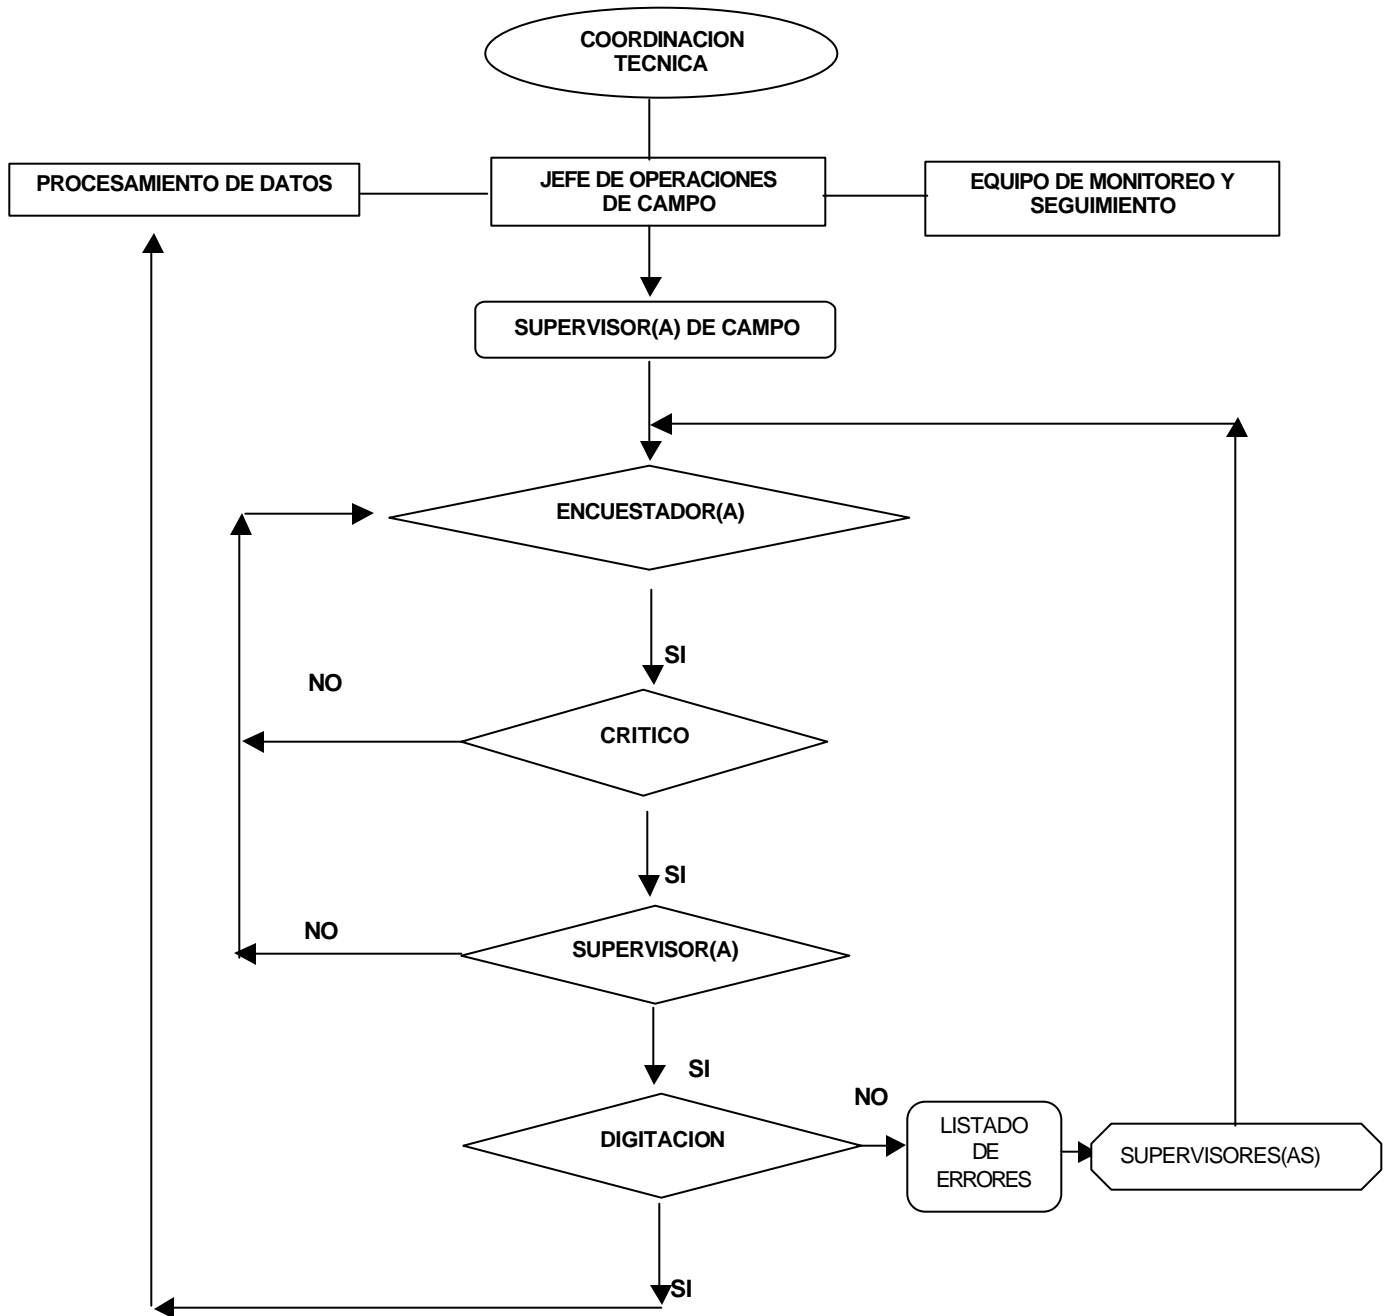 COORDINACION
TECNICA
PROCESAMIENTO DE DATOS
JEFE DE OPERACIONES
DE CAMPO
EQUIPO DE MONITOREO Y
SEGUIMIENTO
SUPERVISOR(A) DE CAMPO
ENCUESTADOR(A)
SI
NO
CRITICO
SI
NO
SUPERVISOR(A)
SI
NO
DIGITACION
LISTADO
DE
ERRORES
SUPERVISORES(AS)
SI